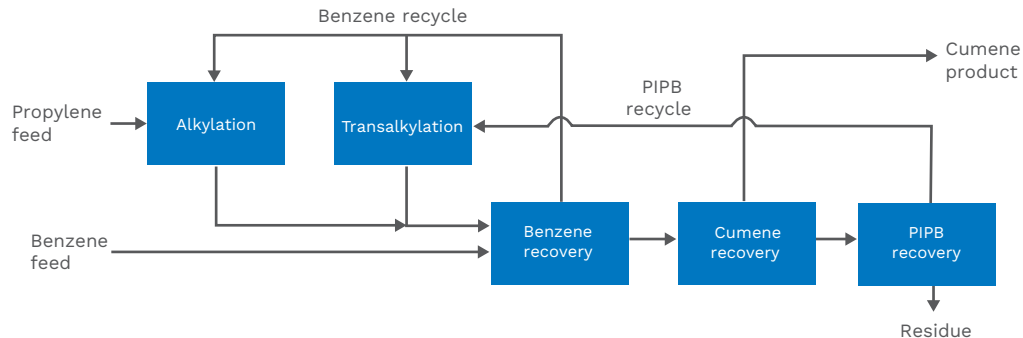 Benzene recycle
Cumene
product
Propylene
feed
Alkylation
Transalkylation
PIPB
recycle
Benzene
feed
Benzene
recovery
Cumene
recovery
PIPB
recovery
Residue